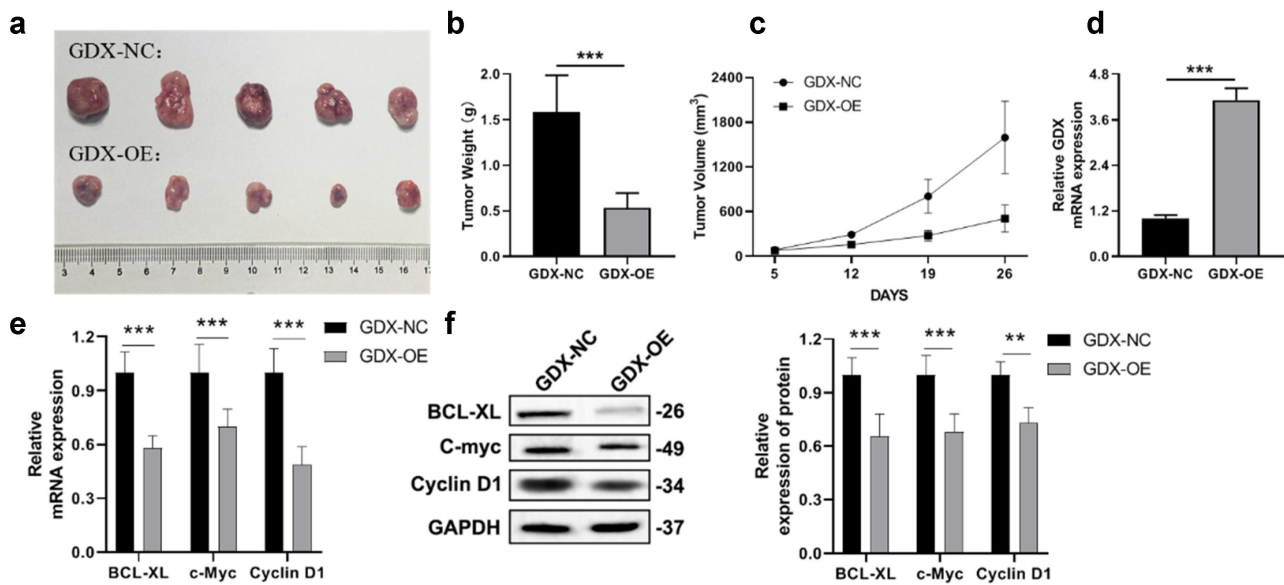 a
GDX-NC:
GDX-OE:
3 4 5 6 7 8 9 10 11 12 13 14 15 16
b
***
Tumor Weight (g)
2.0
1.5
1.0
0.5
0.0
GDX-NC GDX-OE
c
GDX-NC
GDX-OE
Tumor Volume (mm3)
2400
1800
1200
600
0
5 12 19 26
DAYS
d
***
Relative GDX
mRNA expression
4.8
3.6
2.4
1.2
0.0
GDX-NC GDX-OE
e
*** *** ***
GDX-NC
GDX-OE
Relative
mRNA expression
1.2
0.9
0.6
0.3
0.0
BCL-XL c-Myc Cyclin D1
f
GDX-NC GDX-OE
BCL-XL -26
C-myc -49
Cyclin D1 -34
GAPDH -37
*** *** **
GDX-NC
GDX-OE
Relative
expression of protein
1.2
0.9
0.6
0.3
0.0
BCL-XL c-Myc Cyclin D1